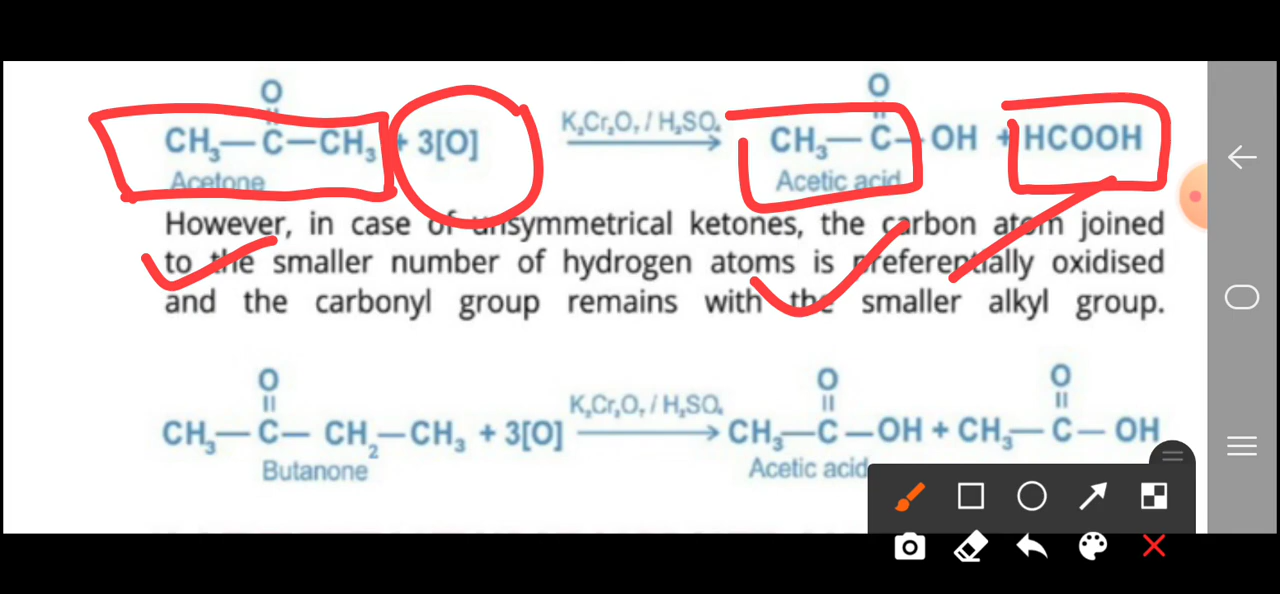 O
CH₃—C—CH₃ + 3[O] K₂Cr₂O₇ / H₂SO₄ CH₃—C—OH + HCOOH
Acetone Acetic acid
However, in case of unsymmetrical ketones, the carbon atom joined
to the smaller number of hydrogen atoms is preferentially oxidised
and the carbonyl group remains with the smaller alkyl group.
O O O
CH₃—C—CH₂—CH₃ + 3[O] K₂Cr₂O₇ / H₂SO₄ CH₃—C—OH + CH₃—C—OH
Butanone Acetic acid